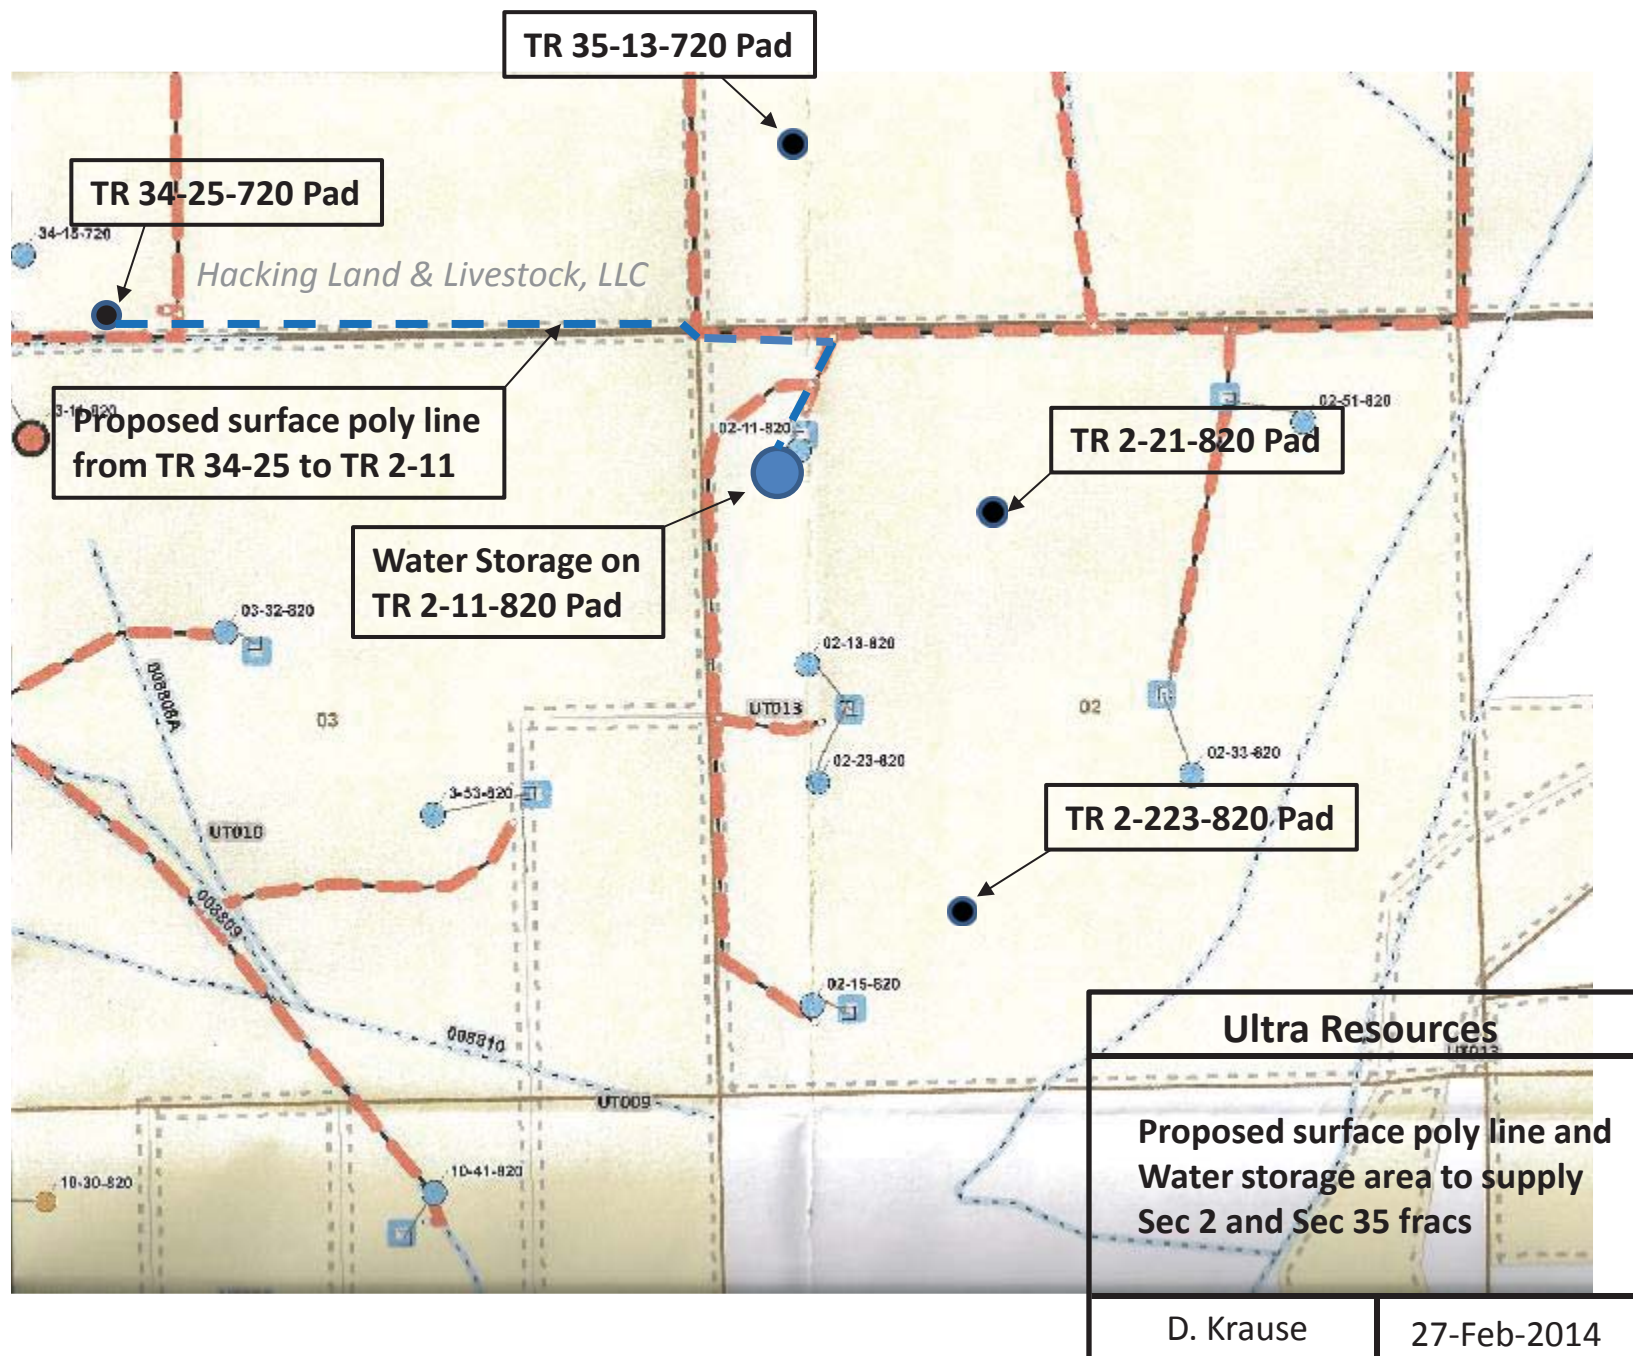 TR 35-13-720 Pad
TR 34-25-720 Pad
34-15-720
Hacking Land & Livestock, LLC
Proposed surface poly line
from TR 34-25 to TR 2-11
02-11-820
02-51-820
TR 2-21-820 Pad
Water Storage on
TR 2-11-820 Pad
03-32-820
02-13-820
008808A
03
UT013
02
02-23-820
02-33-820
3-53-820
TR 2-223-820 Pad
UT010
008809
02-15-820
008810
Ultra Resources
UT013
UT009
Proposed surface poly line and
Water storage area to supply
Sec 2 and Sec 35 fracs
10-41-820
10-30-820
D. Krause
27-Feb-2014